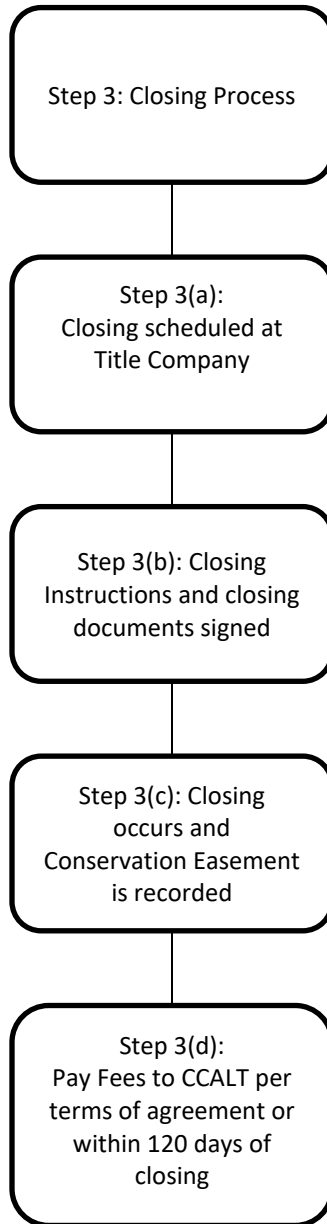 Step 3: Closing Process
Step 3(a):
Closing scheduled at
Title Company
Step 3(b): Closing
Instructions and closing
documents signed
Step 3(c): Closing
occurs and
Conservation Easement
is recorded
Step 3(d):
Pay Fees to CCALT per
terms of agreement or
within 120 days of
closing